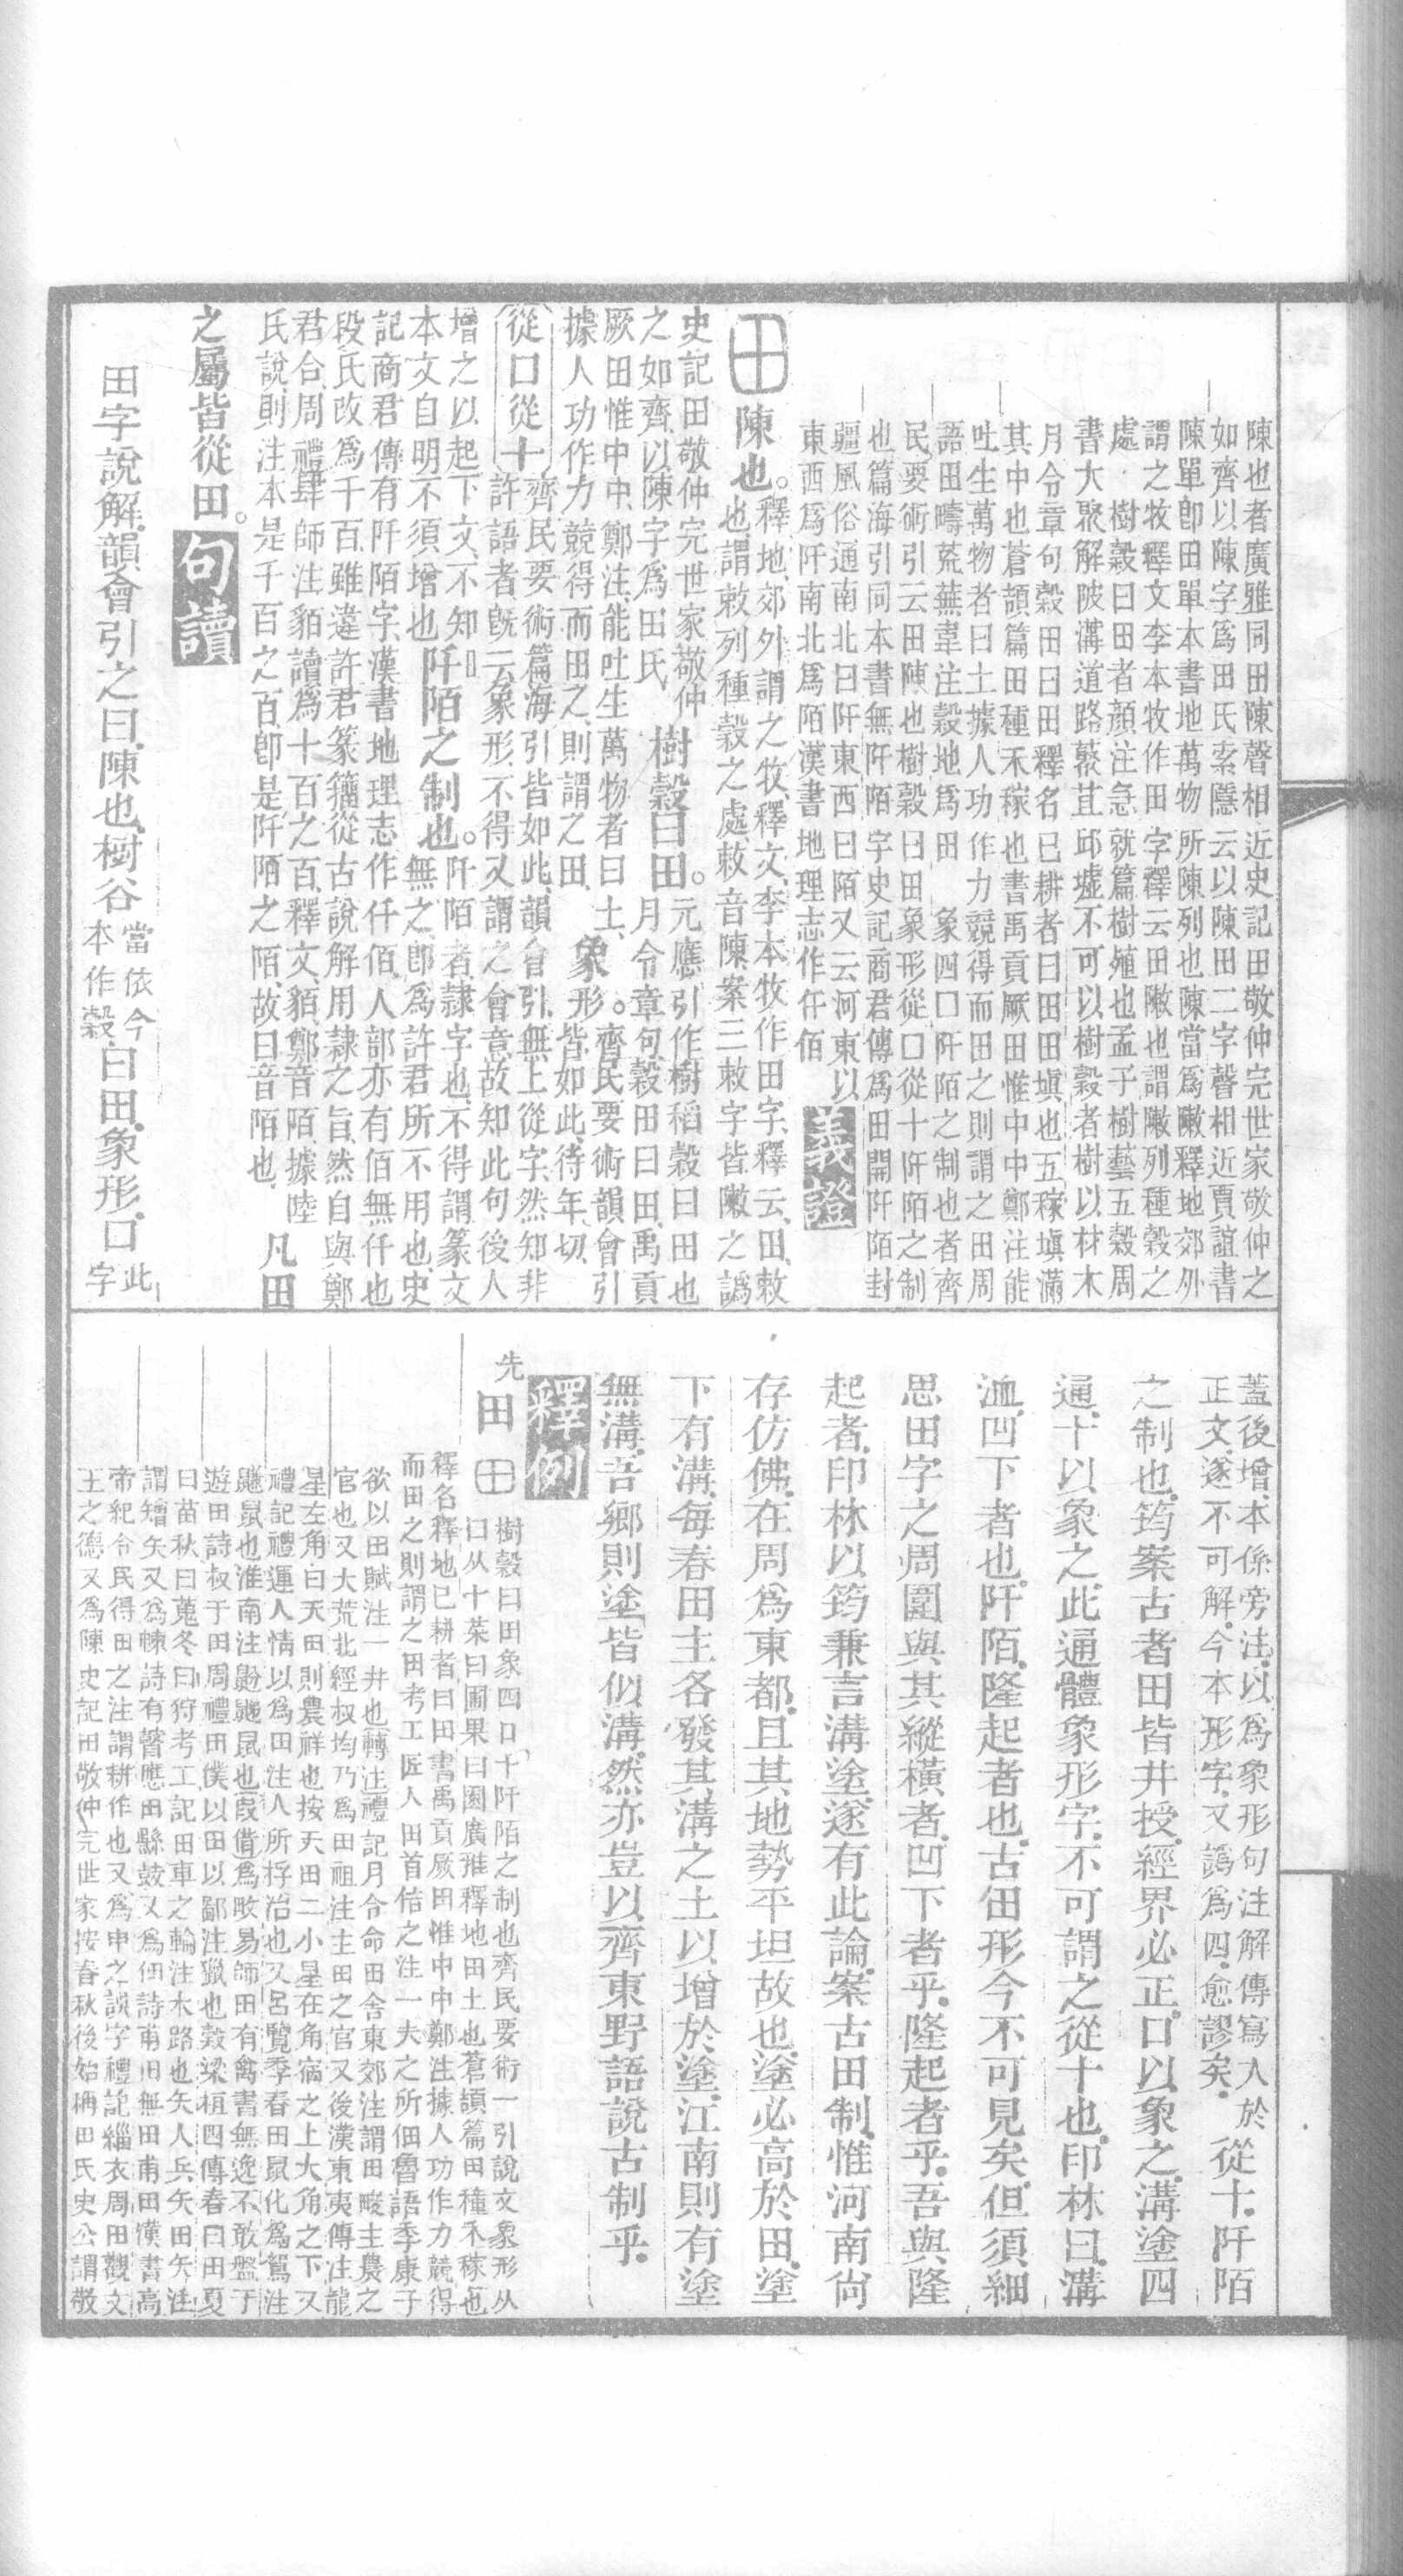 陳也者廣雅同田陳聲相近史記田敬仲完世家敬仲之
如齊以陳字爲田氏索隱云以陳田二字聲相近賈誼書
陳單卽田單本書地萬物所陳列也陳當爲敶釋地郊外
謂之牧釋文李本牧作田字釋云田敶也謂敶列種穀之
處 樹穀曰田者顏注急就篇樹殖也孟子樹藝五穀周
書大聚解陂溝道路藂苴邱墟不可以樹穀者樹以材木
月令章句穀田曰田釋名已耕者曰田田塡也五稼塡滿
其中也蒼頡篇田種禾稼也書禹貢厥田惟中中鄭注能
吐生萬物者曰土據人功作力競得而田之則謂之田周
語田疇荒蕪韋注穀地爲田 象四口阡陌之制也者齊
民要術引云田陳也樹穀曰田象形從口從十阡陌之制
也篇海引同本書無阡陌字史記商君傳爲田開阡陌封
疆風俗通南北曰阡東西曰陌又云河東以
東西爲阡南北爲陌漢書地理志作仟佰
義證
田陳也。釋地郊外謂之牧釋文李本牧作田字釋云田敕
也謂敕列種穀之處敕音陳案三敕字皆敶之譌
史記田敬仲完世家敬仲
之如齊以陳字爲田氏
樹穀曰田。元應引作樹稻穀曰田也
月令章句穀田曰田禹貢
厥田惟中中鄭注能吐生萬物者曰土
據人功作力競得而田之則謂之田
象形。齊民要術韻會引
皆如此待年切
從口從十齊民要術篇海引皆如此韻會引無上從字然知非
許語者旣云象形不得又謂之會意故知此句後人
增之以起下文不知
本文自明不須增也
阡陌之制也。阡陌者隷字也不得謂篆文
無之卽爲許君所不用也史
記商君傳有阡陌字漢書地理志作仟佰人部亦有佰無仟也
段氏改爲千百雖違許君篆籒從古說解用隷之旨然自與鄭
君合周禮肆師注貊讀爲十百之百釋文貊鄭音陌據陸
氏說則注本是千百之百卽是阡陌之陌故曰音陌也
凡田
之屬皆從田。
句讀
田字說解韻會引之曰陳也樹谷當依今本作穀曰田象形口此字
蓋後增本係旁注以爲象形句注解傳寫入於
正文遂不可解今本形字又譌爲四愈謬矣
從十阡陌
之制也筠案古者田皆井授經界必正口以象之溝塗四
通十以象之此通體象形字不可謂之從十也印林曰溝
洫凹下者也阡陌隆起者也古田形今不可見矣但須細
思田字之周圍與其縱橫者凹下者乎隆起者乎吾與隆
起者印林以筠兼言溝塗遂有此論案古田制惟河南尙
存仿佛在周爲東都且其地勢平坦故也塗必高於田塗
下有溝每春田主各發其溝之土以增於塗江南則有塗
無溝吾鄉則塗皆似溝然亦豈以齊東野語說古制乎
釋例
先
田田樹穀曰田象四口十阡陌之制也齊民要術一引說文象形从
口从十菜曰圃果曰園廣雅釋地田土也蒼頡篇田種禾稼也
釋名釋地已耕者曰田書禹貢厥田惟中中鄭注據人功作力競得
而田之則謂之田考工匠人田首倍之注一夫之所佃魯語季康子
欲以田賦注一井也轉注禮記月令命田舍東郊注謂田畯主農之
官也又大荒北經叔均乃爲田祖注主田之官又後漢東夷傳注龍
星左角曰天田則農祥也按天田二小星在角宿之上大角之下又
禮記禮運人情以爲田注人所捊治也又呂覽季春田鼠化爲鴽注
鼸鼠也淮南注鼢鼸鼠也假借爲畋易師田有禽書無逸不敢盤于
遊田詩叔于田周禮田僕以田以鄙注獵也穀梁桓四傳春曰田夏
曰苗秋曰蒐冬曰狩考工記田車之輪注木路也矢人兵矢田矢注
謂矰矢又爲朄詩有瞽應田縣鼓又爲佃詩甫田無田甫田漢書高
帝紀令民得田之注謂耕作也又爲申之誤字禮記緇衣周田觀文
王之德又爲陳史記田敬仲完世家按春秋後始稱田氏史公謂敬